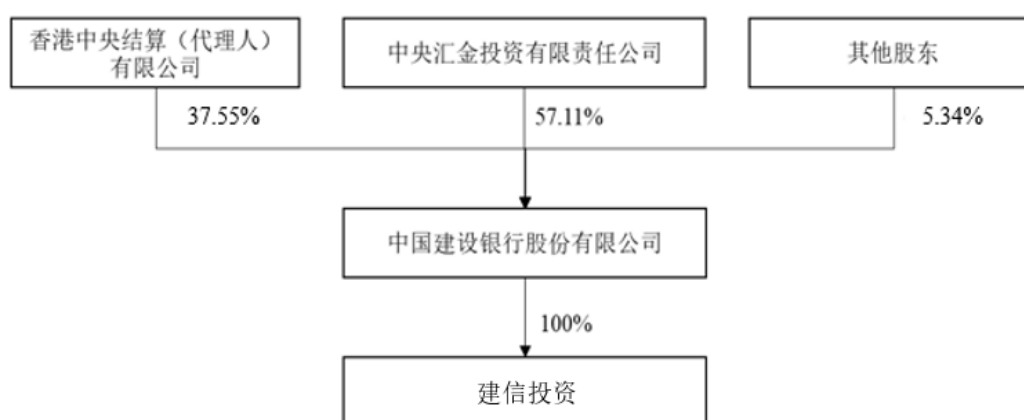 香港中央结算（代理人）
有限公司
中央汇金投资有限责任公司
其他股东
37.55%
57.11%
5.34%
中国建设银行股份有限公司
100%
建信投资